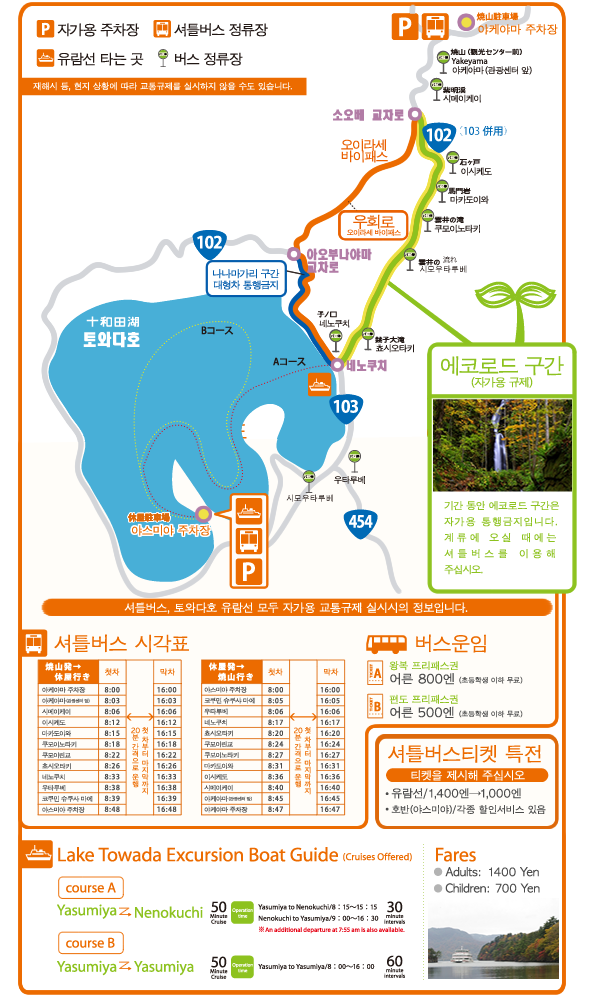 P 자가용 주차장
셔틀버스 정류장
유람선 타는 곳
버스 정류장
재해시 등, 현지 상황에 따라 교통규제를 실시하지 않을 수도 있습니다.
P
焼山駐車場
야케야마 주차장
焼山 (観光センター前)
Yakeyama
야케야마 (관광센터 앞)
紫明渓
시메이케이
소오베 교차로
102
(103 併用)
오이라세
바이패스
石ヶ戸
이시케도
馬門岩
마카도이와
우회로
오이라세 바이패스
雲井の滝
쿠모이노타키
102
아오부나야마
교차로
雲井の 流れ
시모우타루베
나나마가리 구간
대형차 통행금지
十和田湖
토와다호
Bコース
子ノ口
네노쿠치
銚子大滝
쵸시오타키
Aコース
네노쿠치
103
에코로드 구간
(자가용 규제)
기간 동안 에코로드 구간은
자가용 통행금지입니다.
계류에 오실 때에는
셔틀버스를 이용해
주십시오.
우타루베
시모우타루베
454
休屋駐車場
야스미야 주차장
P
셔틀버스, 토와다호 유람선 모두 자가용 교통규제 실시시의 정보입니다.
셔틀버스 시각표
焼山発→
休屋行き
첫차
막차
야케야마 주차장 8:00 16:00
야케야마(관광센터 앞) 8:03 16:03
시메이케이 8:06 16:06
이시케도 8:12 16:12
마카도이와 8:15 16:15
쿠모이노타키 8:18 16:18
쿠모이바료 8:22 16:22
쵸시오타키 8:26 16:26
네노쿠치 8:33 16:33
우타루베 8:38 16:38
코쿠민 슈쿠사 마에 8:39 16:39
야스미야 주차장 8:48 16:48
첫차부터 마지막까지
20분 간격으로 운행
休屋発→
焼山行き
첫차
막차
야스미야 주차장 8:00 16:00
코쿠민 슈쿠사 마에 8:05 16:05
우타루베 8:06 16:06
네노쿠치 8:17 16:17
쵸시오타키 8:20 16:20
쿠모이바료 8:24 16:24
쿠모이노타키 8:27 16:27
마카도이와 8:31 16:31
이시케도 8:36 16:36
시메이케이 8:40 16:40
야케야마(관광센터 앞) 8:45 16:45
야케야마 주차장 8:47 16:47
첫차부터 마지막까지
20분 간격으로 운행
버스운임
A
왕복 프리패스권
어른 800엔 (초등학생 이하 무료)
B
편도 프리패스권
어른 500엔 (초등학생 이하 무료)
셔틀버스티켓 특전
티켓을 제시해 주십시오
• 유람선/1,400엔→1,000엔
• 호반(야스미야)/각종 할인서비스 있음
Lake Towada Excursion Boat Guide (Cruises Offered)
course A
Yasumiya Nenokuchi
50 Minute Cruise
Operation time
Yasumiya to Nenokuchi/8：15～15：15
Nenokuchi to Yasumiya/9：00～16：30
※An additional departure at 7:55 am is also available.
30 minute intervals
course B
Yasumiya Yasumiya
50 Minute Cruise
Operation time
Yasumiya to Yasumiya/8：00～16：00
60 minute intervals
Fares
Adults: 1400 Yen
Children: 700 Yen